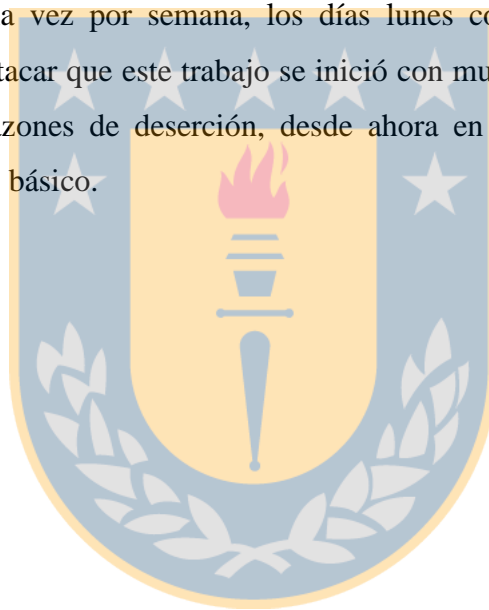 a vez por semana, los días lunes co
tacar que este trabajo se inició con mu
zones de deserción, desde ahora en
básico.